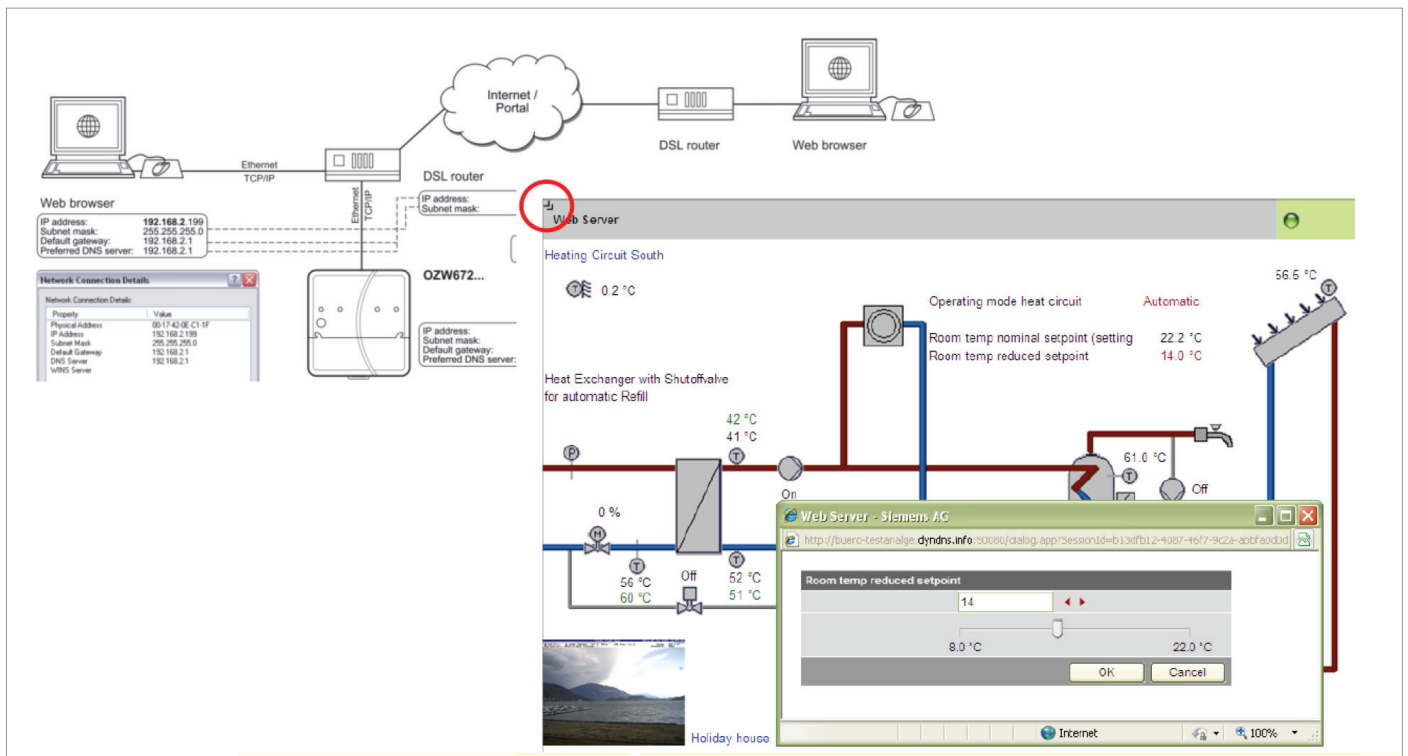 Internet /
Portal
DSL router
Web browser
Ethernet
TCP/IP
DSL router
IP address:
Subnet mask:
Ethernet
TCP/IP
Web browser
IP address: 192.168.2.199
Subnet mask: 255.255.255.0
Default gateway: 192.168.2.1
Preferred DNS server: 192.168.2.1
OZW672...
IP address:
Subnet mask:
Default gateway:
Preferred DNS server:
Network Connection Details
Network Connection Details:
Property Value
Physical Address 00-17-42-0E-C1-1F
IP Address 192.168.2.199
Subnet Mask 255.255.255.0
Default Gateway 192.168.2.1
DNS Server 192.168.2.1
WINS Server
Web Server
Heating Circuit South
T 0.2 °C
Operating mode heat circuit Automatic
Room temp nominal setpoint (setting 22.2 °C
Room temp reduced setpoint 14.0 °C
56.5 °C
T
Heat Exchanger with Shutoffvalve
for automatic Refill
42 °C
41 °C
T
P
On
61.0 °C
T
Off
0 %
M
T
56 °C
60 °C
Off
T
52 °C
51 °C
Holiday house
Web Server - Siemens AG
Room temp reduced setpoint
14
8.0 °C 22.0 °C
OK Cancel
Internet 100%